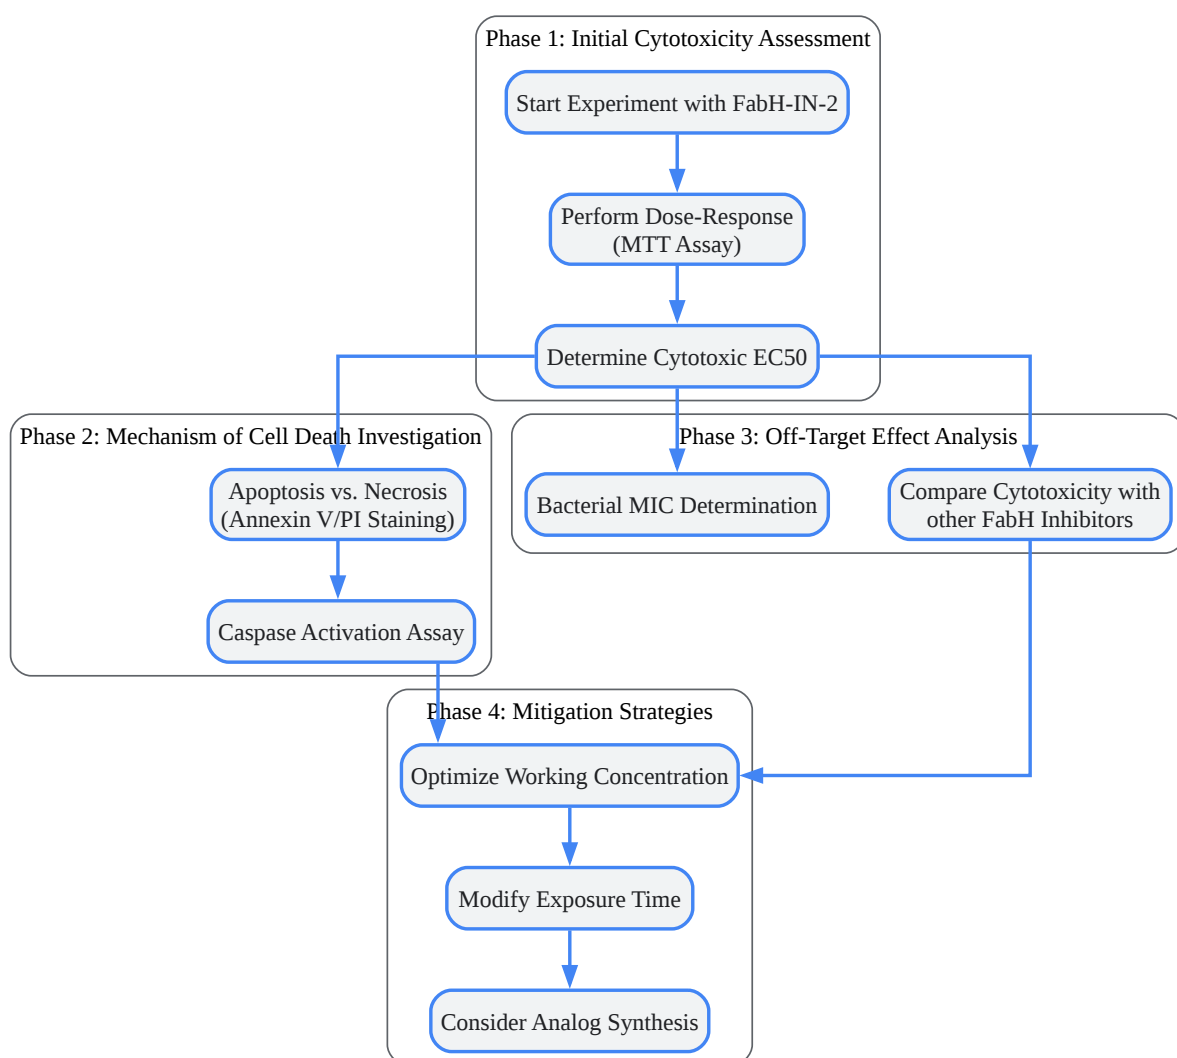 Phase 1: Initial Cytotoxicity Assessment
Start Experiment with FabH-IN-2
Perform Dose-Response
(MTT Assay)
Determine Cytotoxic EC50
Phase 2: Mechanism of Cell Death Investigation
Apoptosis vs. Necrosis
(Annexin V/PI Staining)
Caspase Activation Assay
Phase 3: Off-Target Effect Analysis
Bacterial MIC Determination
Compare Cytotoxicity with
other FabH Inhibitors
Phase 4: Mitigation Strategies
Optimize Working Concentration
Modify Exposure Time
Consider Analog Synthesis